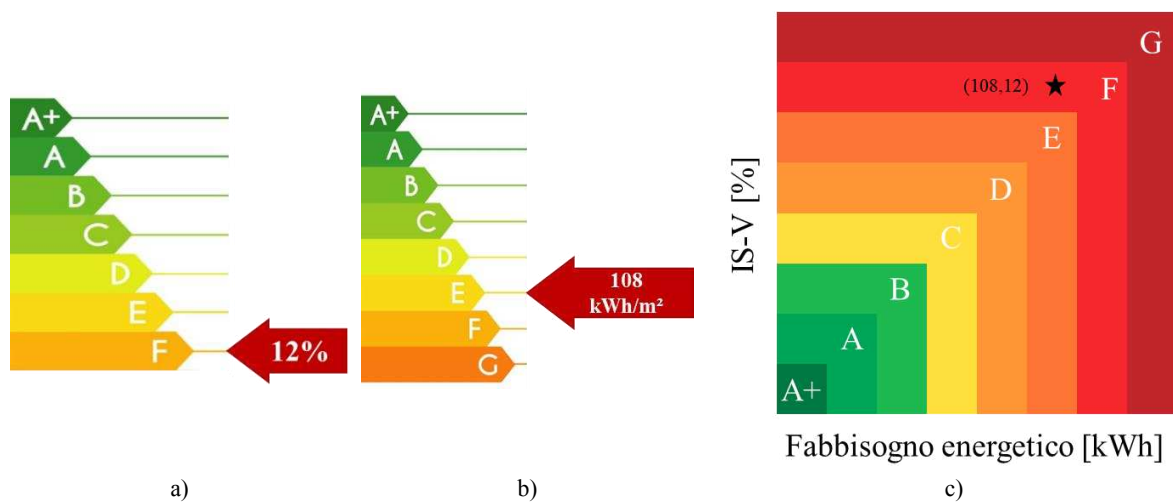 A+
A
B
C
D
E
F
12%
a)
A+
A
B
C
D
E
F
G
108
kWh/m²
b)
G
(108,12) ★ F
E
D
C
B
A
A+
IS-V [%]
Fabbisogno energetico [kWh]
c)